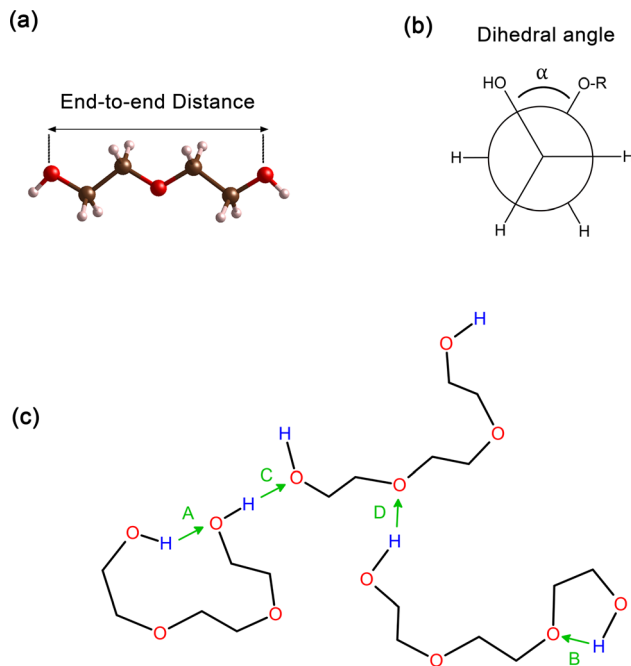 (a)
End-to-end Distance
(b)
Dihedral angle
HO α O-R
H H
H H
(c)
H
O
H
C
O
O
H
O
D
A
O
H
O
H
O
O
O
O
O
H
B
O